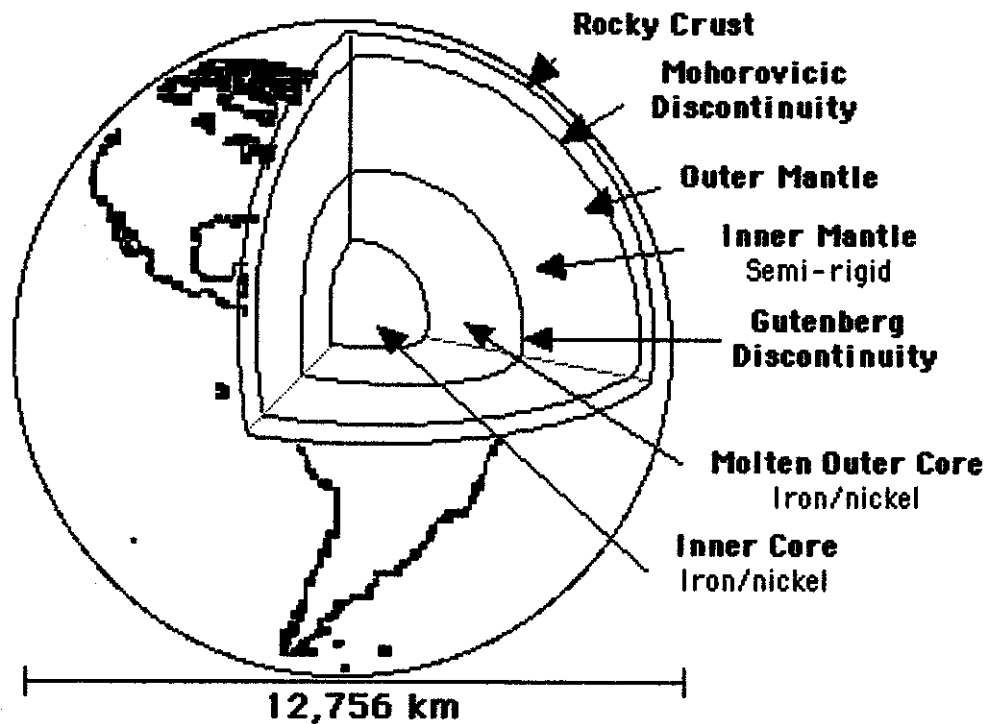 Rocky Crust
Mohorovicic
Discontinuity
Outer Mantle
Inner Mantle
Semi-rigid
Gutenberg
Discontinuity
Molten Outer Core
Iron/nickel
Inner Core
Iron/nickel
12,756 km